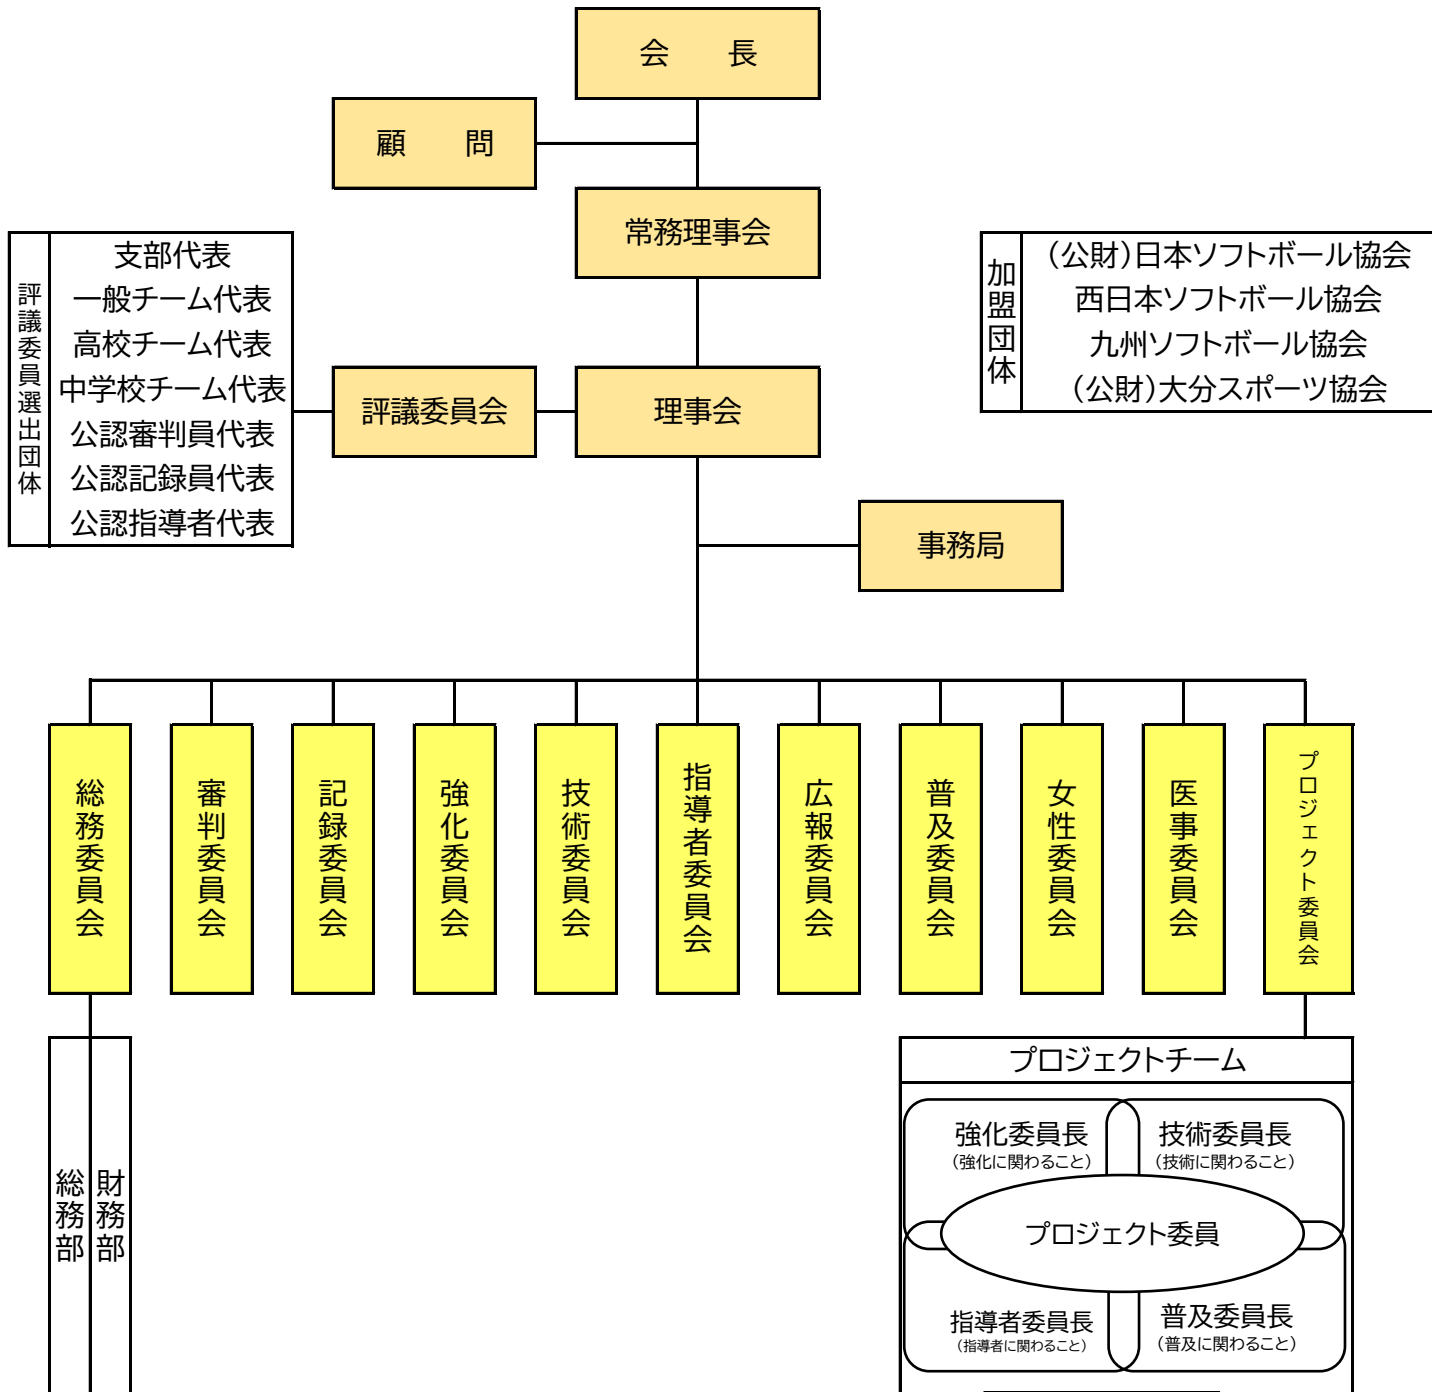 会　長
顧　問
常務理事会
評議委員選出団体
支部代表
一般チーム代表
高校チーム代表
中学校チーム代表
公認審判員代表
公認記録員代表
公認指導者代表
加盟団体
（公財）日本ソフトボール協会
西日本ソフトボール協会
九州ソフトボール協会
（公財）大分スポーツ協会
評議委員会
理事会
事務局
総務委員会
審判委員会
記録委員会
強化委員会
技術委員会
指導者委員会
広報委員会
普及委員会
女性委員会
医事委員会
プロジェクト委員会
総務部
財務部
プロジェクトチーム
強化委員長
（強化に関わること）
技術委員長
（技術に関わること）
プロジェクト委員
指導者委員長
（指導者に関わること）
普及委員長
（普及に関わること）